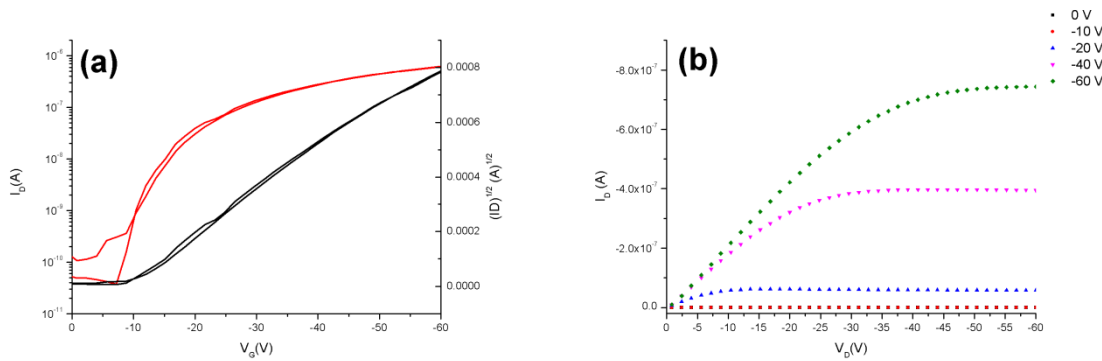 (a)
10⁻⁶
10⁻⁷
10⁻⁸
10⁻⁹
10⁻¹⁰
10⁻¹¹
I_D(A)
0.0008
0.0006
0.0004
0.0002
0.0000
(ID)^1/2 (A)^1/2
0 -10 -20 -30 -40 -50 -60
V_G(V)
(b)
0 V
-10 V
-20 V
-40 V
-60 V
-8.0x10⁻⁷
-6.0x10⁻⁷
-4.0x10⁻⁷
-2.0x10⁻⁷
0.0
I_D (A)
0 -5 -10 -15 -20 -25 -30 -35 -40 -45 -50 -55 -60
V_D(V)